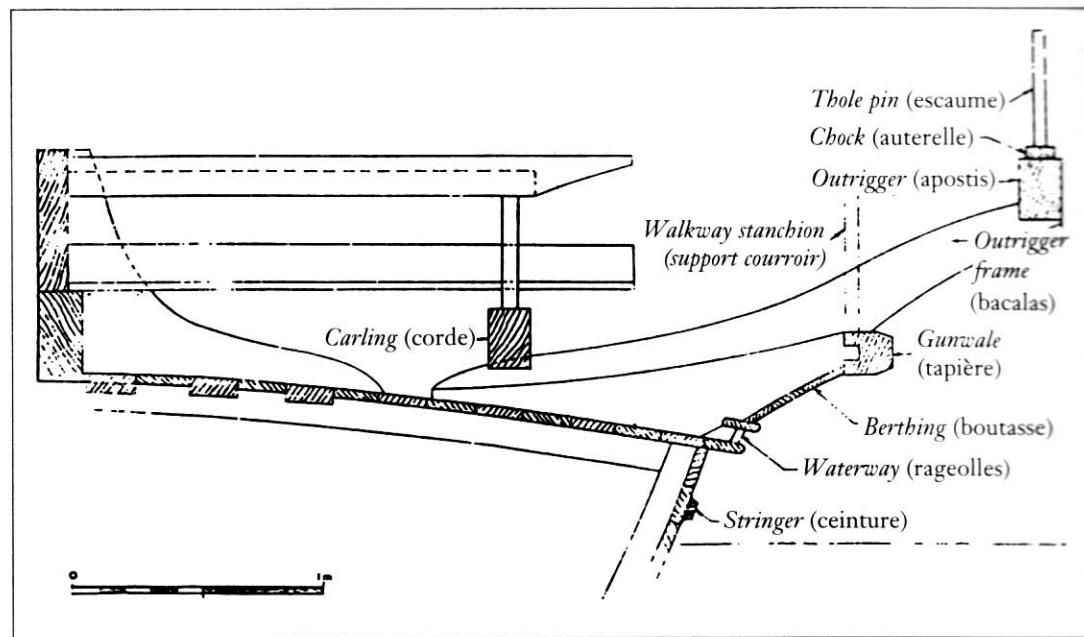 Thole pin (escaume)
Chock (auterelle)
Outrigger (apostis)
Walkway stanchion
(support courroir)
Outrigger
frame
(bacalas)
Carling (corde)
Gunwale
(tapière)
Berthing (boutasse)
Waterway (rageolles)
Stringer (ceinture)
0
1m